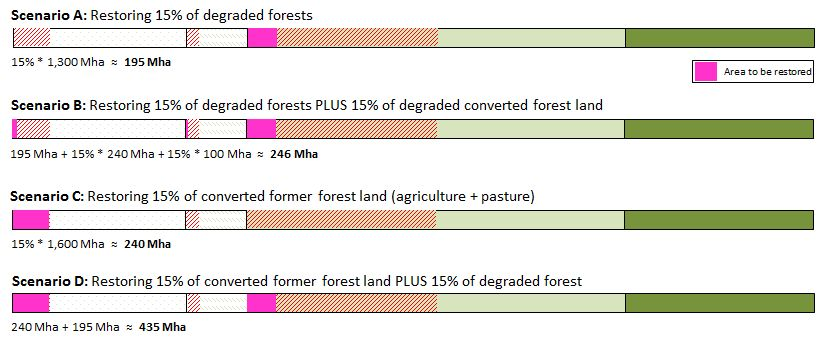 Scenario A: Restoring 15% of degraded forests
15% * 1,300 Mha ≈ 195 Mha
Area to be restored
Scenario B: Restoring 15% of degraded forests PLUS 15% of degraded converted forest land
195 Mha + 15% * 240 Mha + 15% * 100 Mha ≈ 246 Mha
Scenario C: Restoring 15% of converted former forest land (agriculture + pasture)
15% * 1,600 Mha ≈ 240 Mha
Scenario D: Restoring 15% of converted former forest land PLUS 15% of degraded forest
240 Mha + 195 Mha ≈ 435 Mha